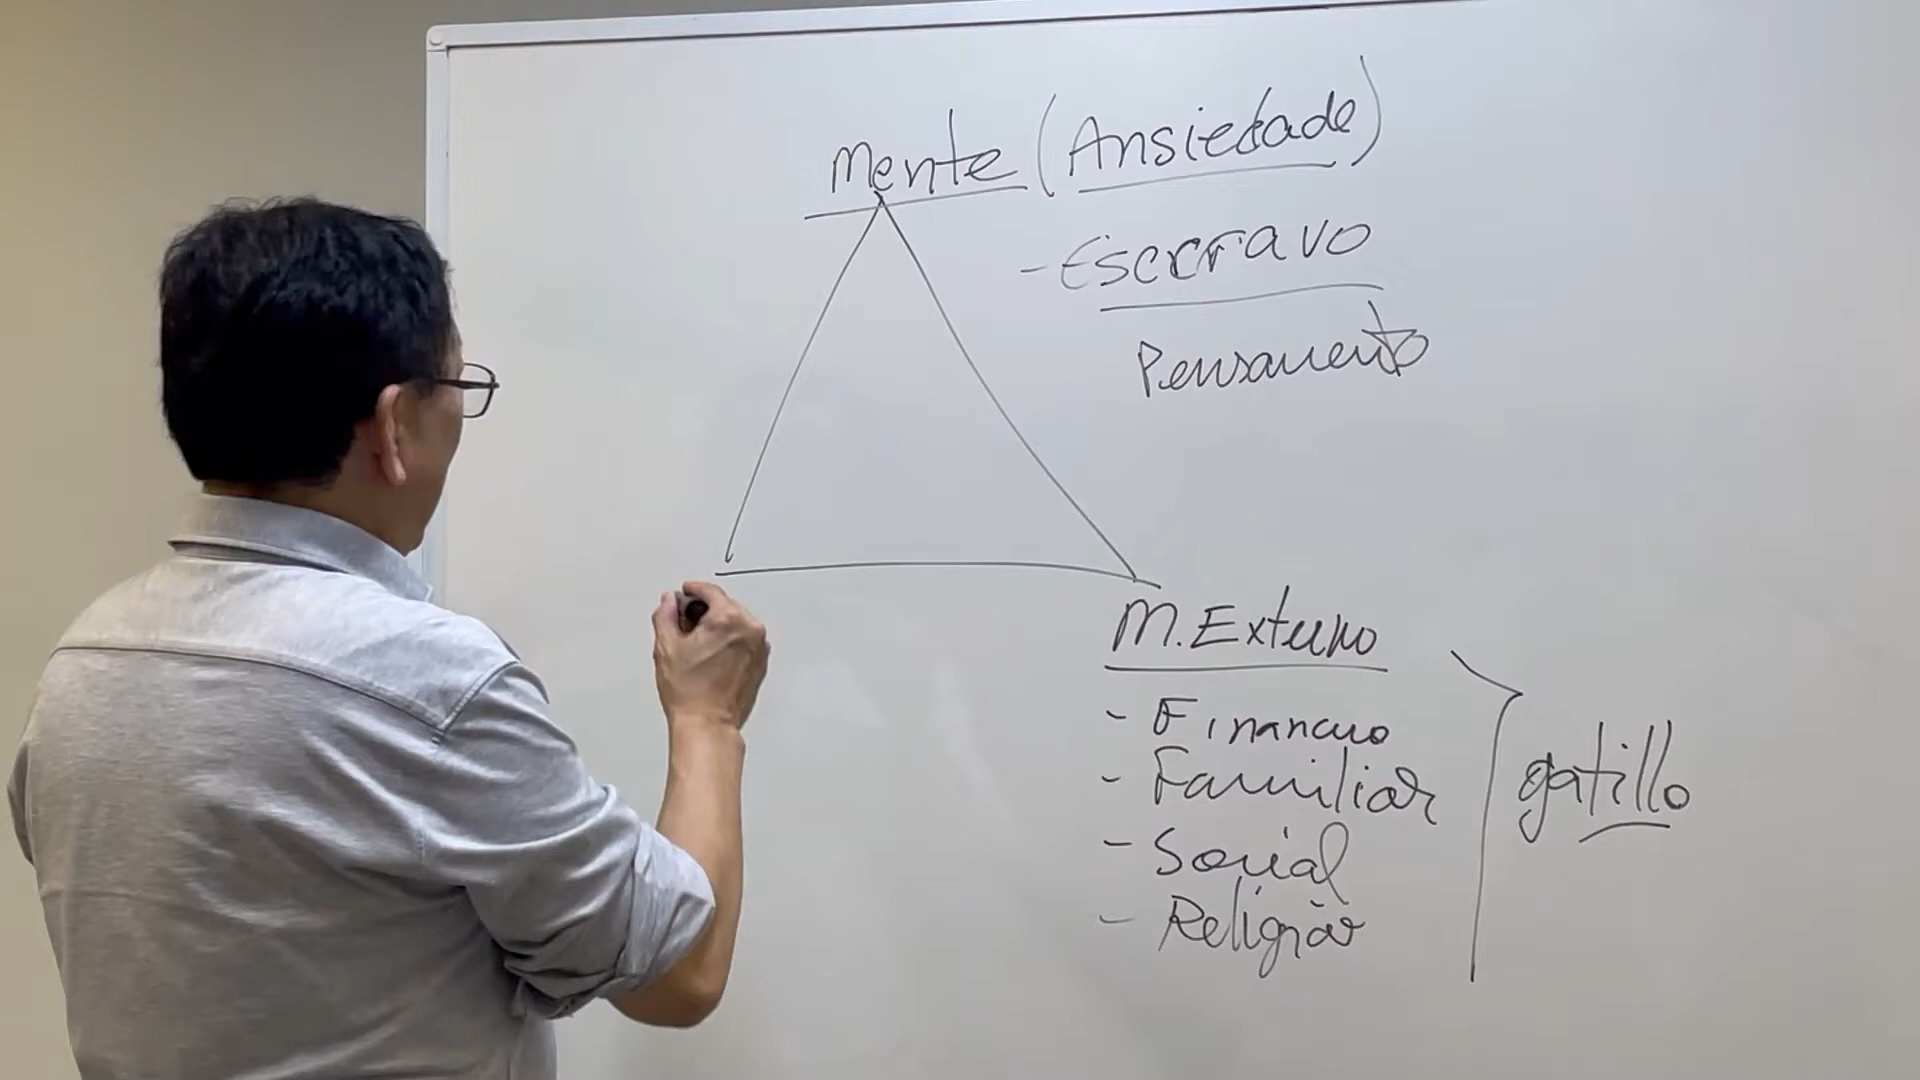 Mente (Ansiedade)
- Escravo
Pensamento
M. Externo
- Financeiro
- Familiar
- Social
- Religião
gatillo